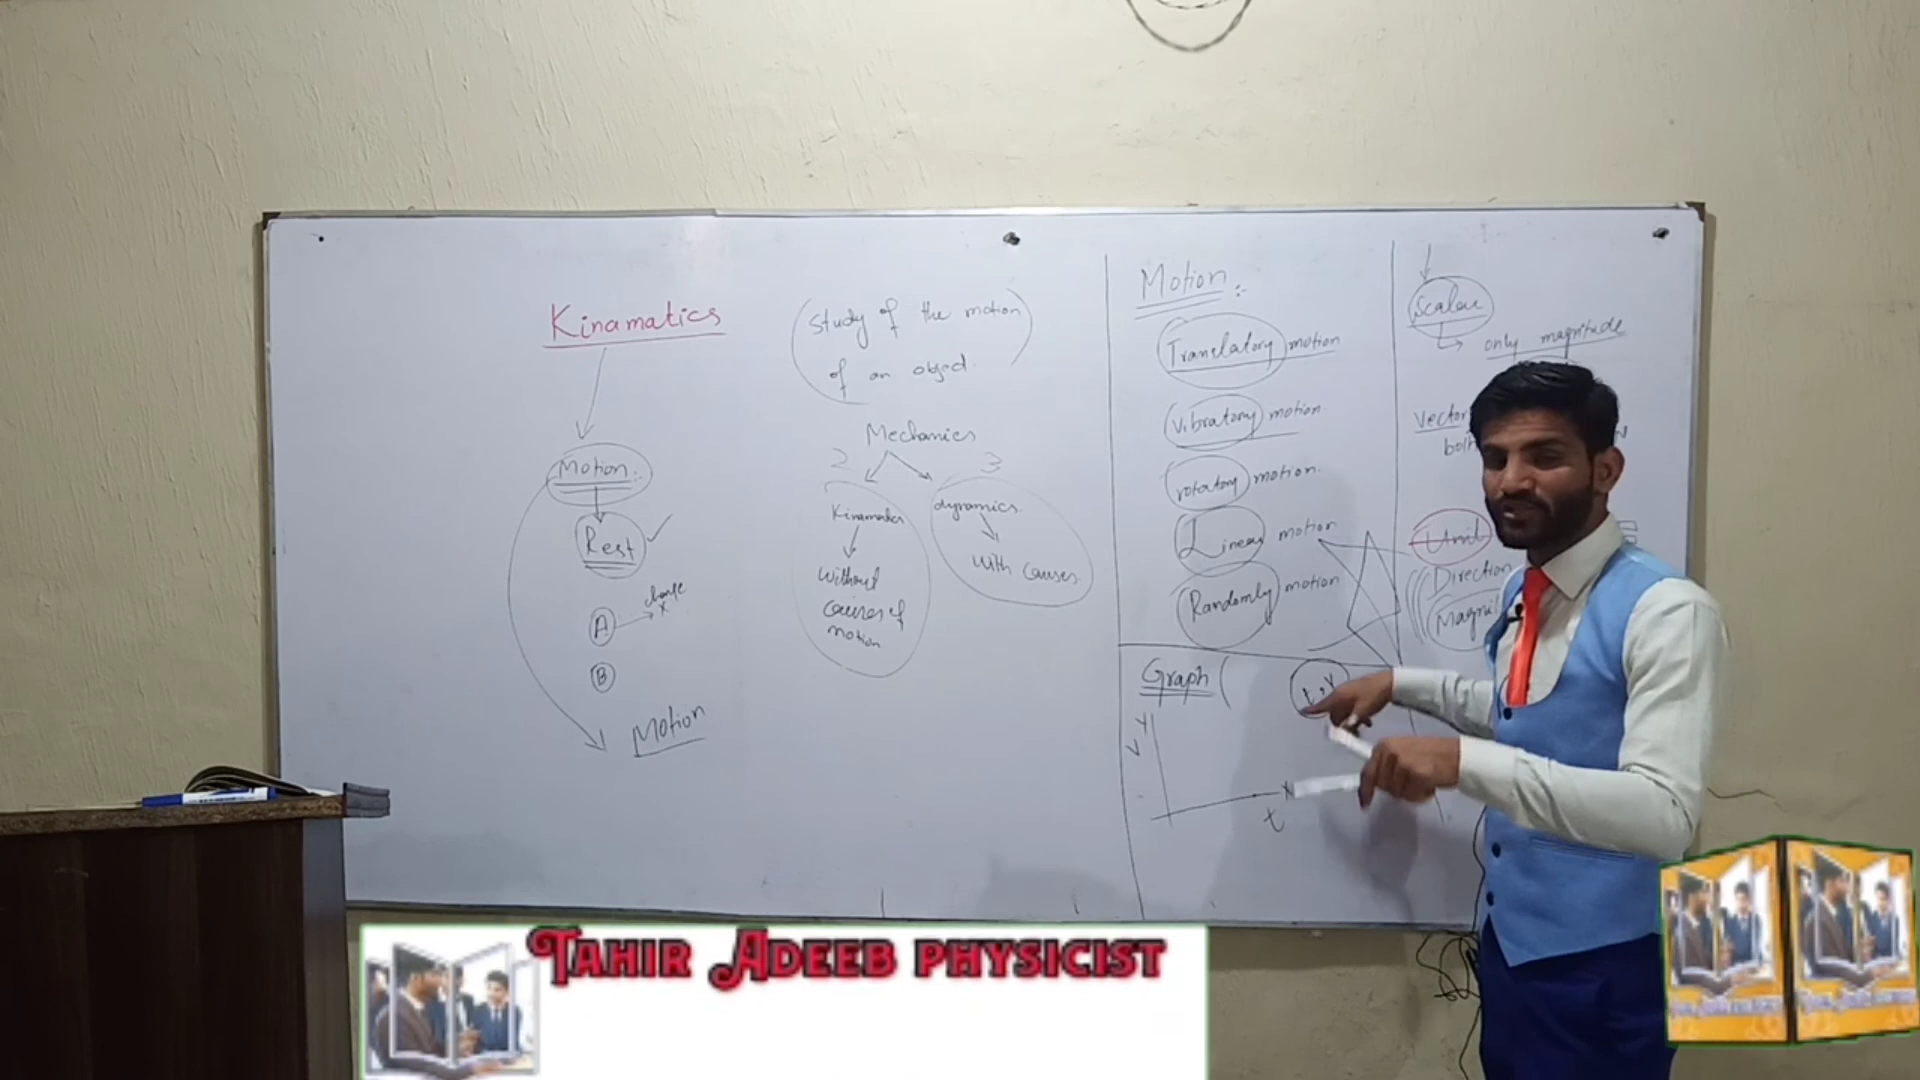 Kinamatics
Motion:
Rest
A
change
x
B
Motion
(study of the motion
of an object.)
Mechanics
2
3
Kinamatics
dynamics
without
causes of
motion
with causes
Motion:-
Translatory motion
vibratory motion.
rotatory motion.
Linear motion
Randomly motion
Graph (
Y
V
x
t
Scalar
only magnitude
Vector
both
Unit
Direction
Magni
TAHIR ADEEB PHYSICIST